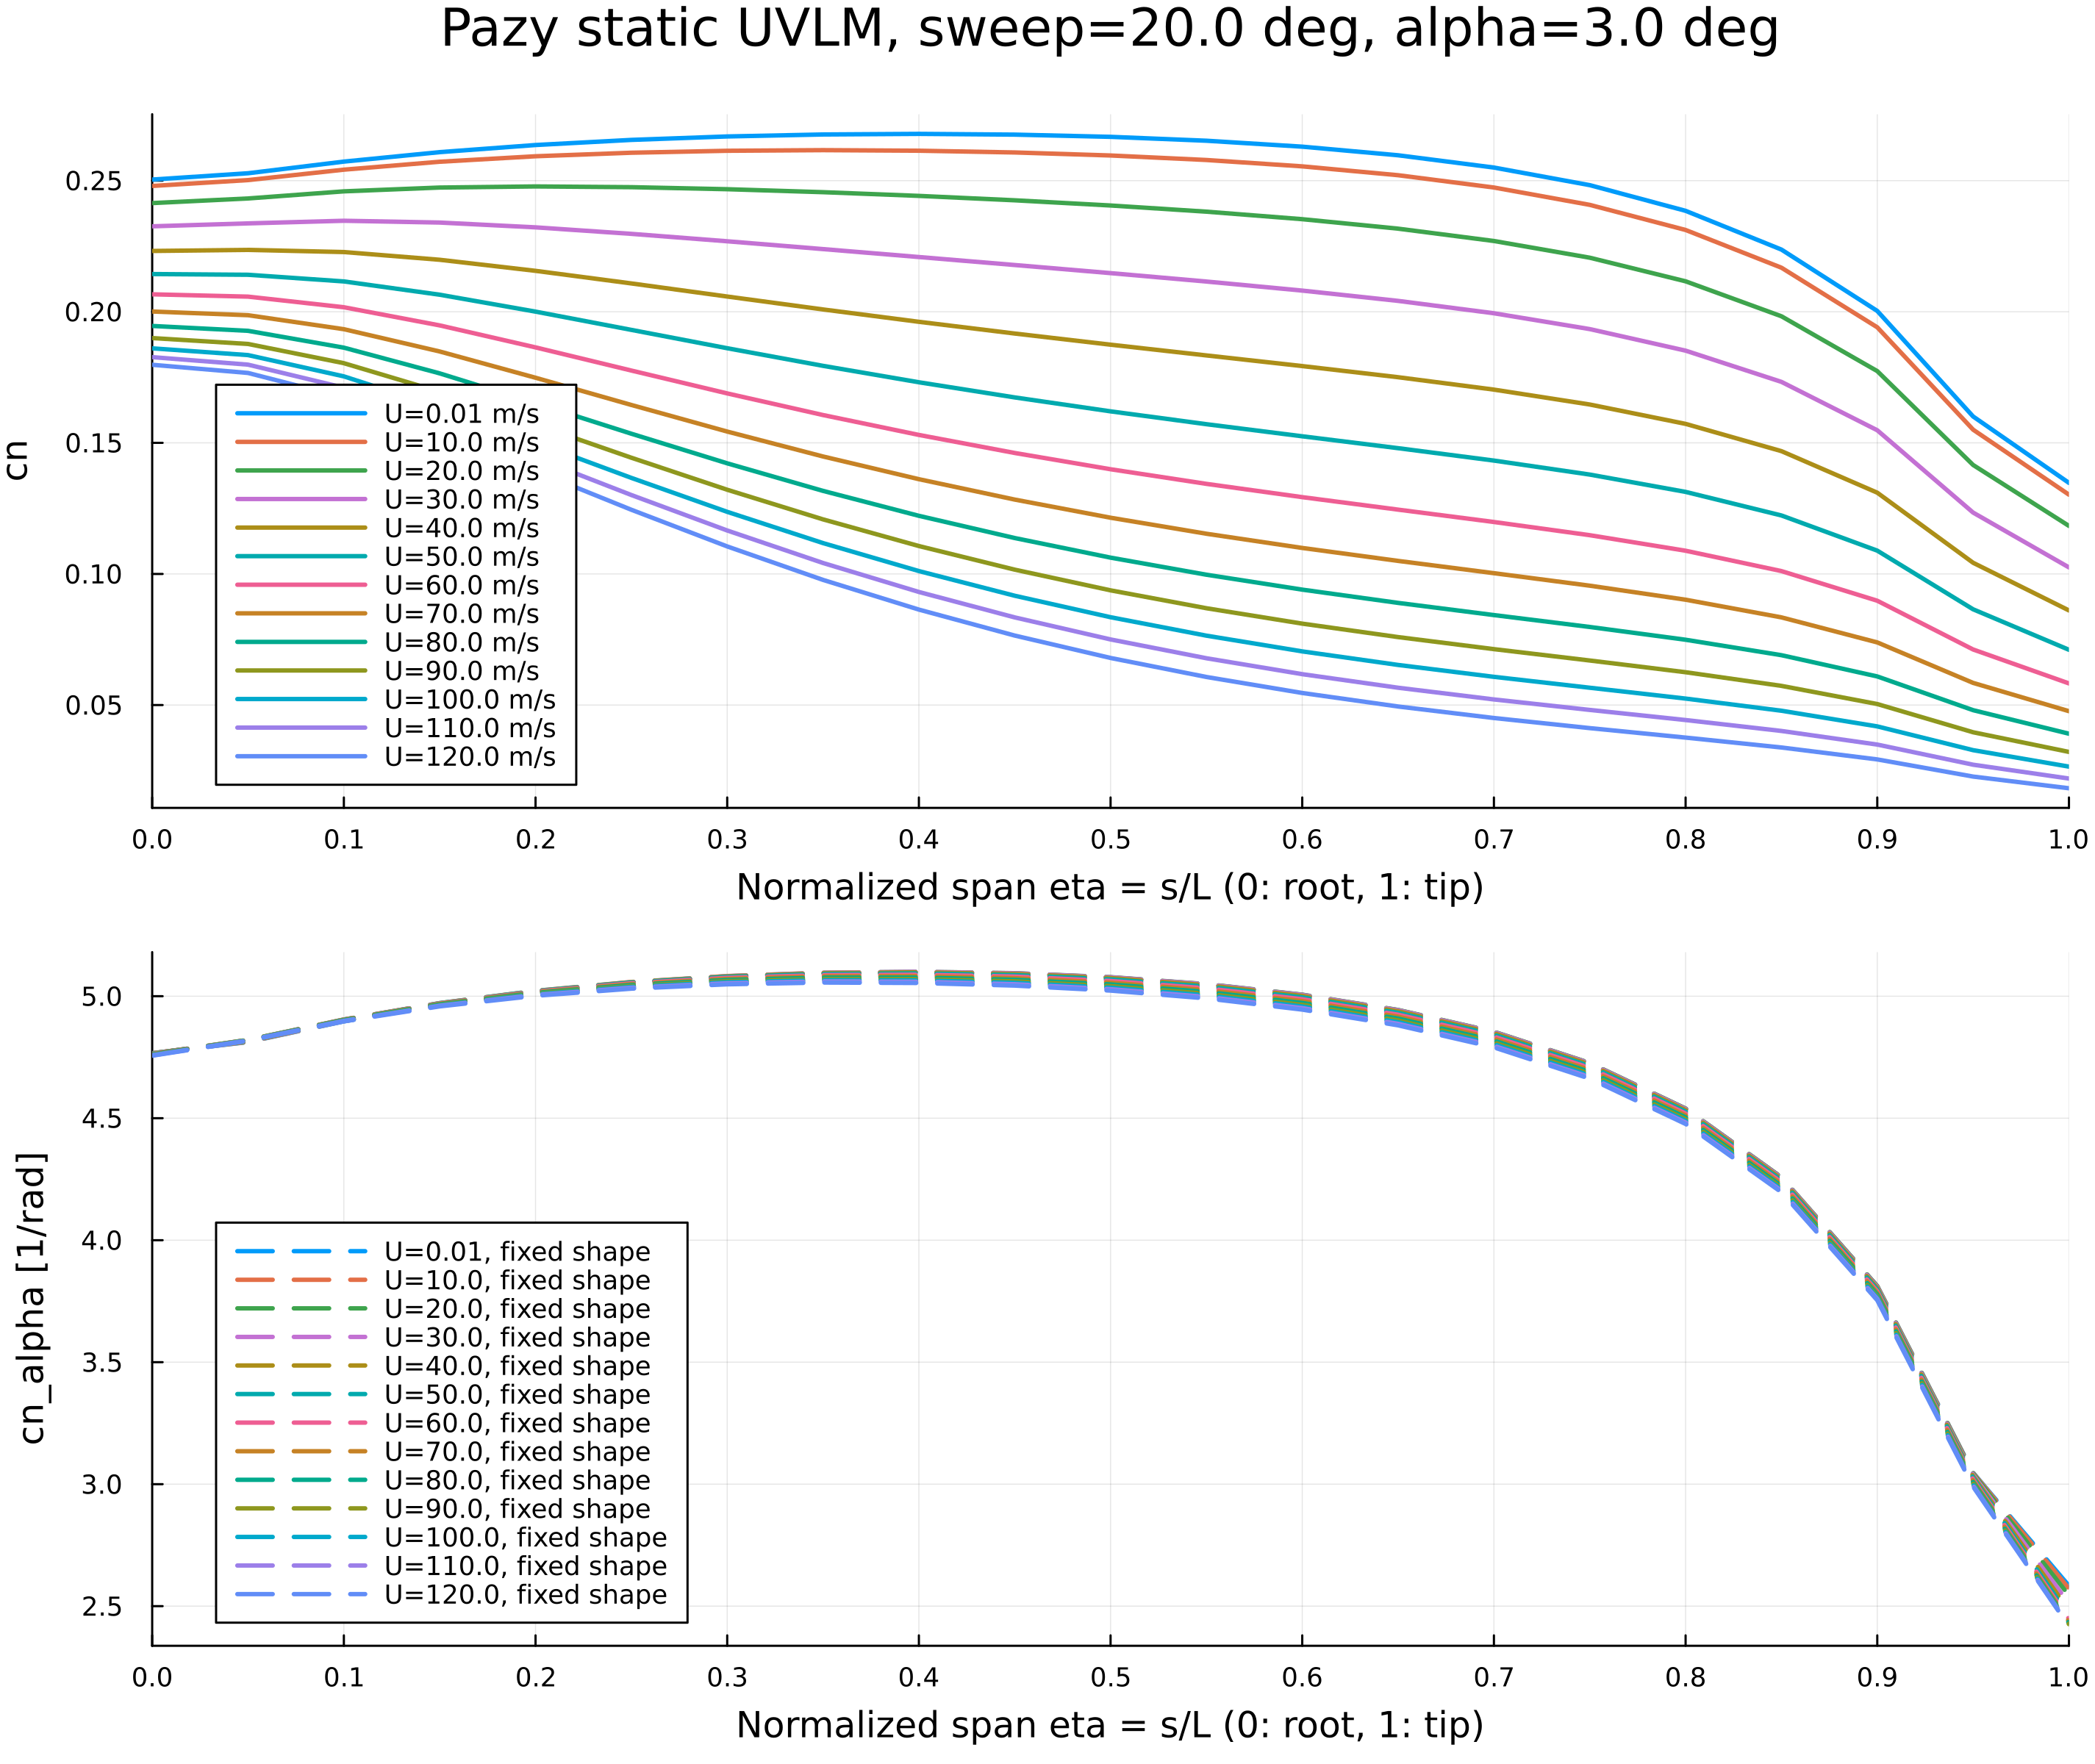 Pazy static UVLM, sweep=20.0 deg, alpha=3.0 deg
cn
0.25
0.20
0.15
0.10
0.05
U=0.01 m/s
U=10.0 m/s
U=20.0 m/s
U=30.0 m/s
U=40.0 m/s
U=50.0 m/s
U=60.0 m/s
U=70.0 m/s
U=80.0 m/s
U=90.0 m/s
U=100.0 m/s
U=110.0 m/s
U=120.0 m/s
0.0 0.1 0.2 0.3 0.4 0.5 0.6 0.7 0.8 0.9 1.0
Normalized span eta = s/L (0: root, 1: tip)
cn_alpha [1/rad]
5.0
4.5
4.0
3.5
3.0
2.5
U=0.01, fixed shape
U=10.0, fixed shape
U=20.0, fixed shape
U=30.0, fixed shape
U=40.0, fixed shape
U=50.0, fixed shape
U=60.0, fixed shape
U=70.0, fixed shape
U=80.0, fixed shape
U=90.0, fixed shape
U=100.0, fixed shape
U=110.0, fixed shape
U=120.0, fixed shape
0.0 0.1 0.2 0.3 0.4 0.5 0.6 0.7 0.8 0.9 1.0
Normalized span eta = s/L (0: root, 1: tip)